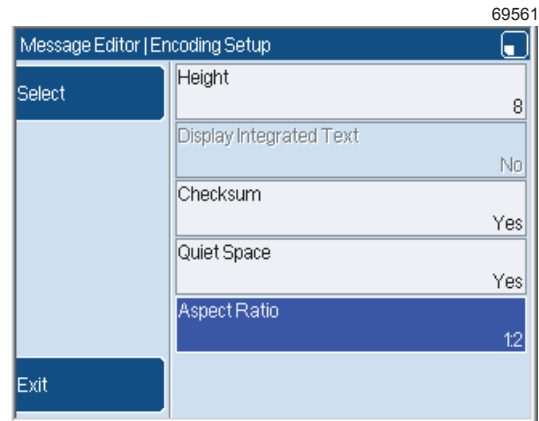 69561
Message Editor | Encoding Setup
Select
Height
8
Display Integrated Text
No
Checksum
Yes
Quiet Space
Yes
Aspect Ratio
1:2
Exit